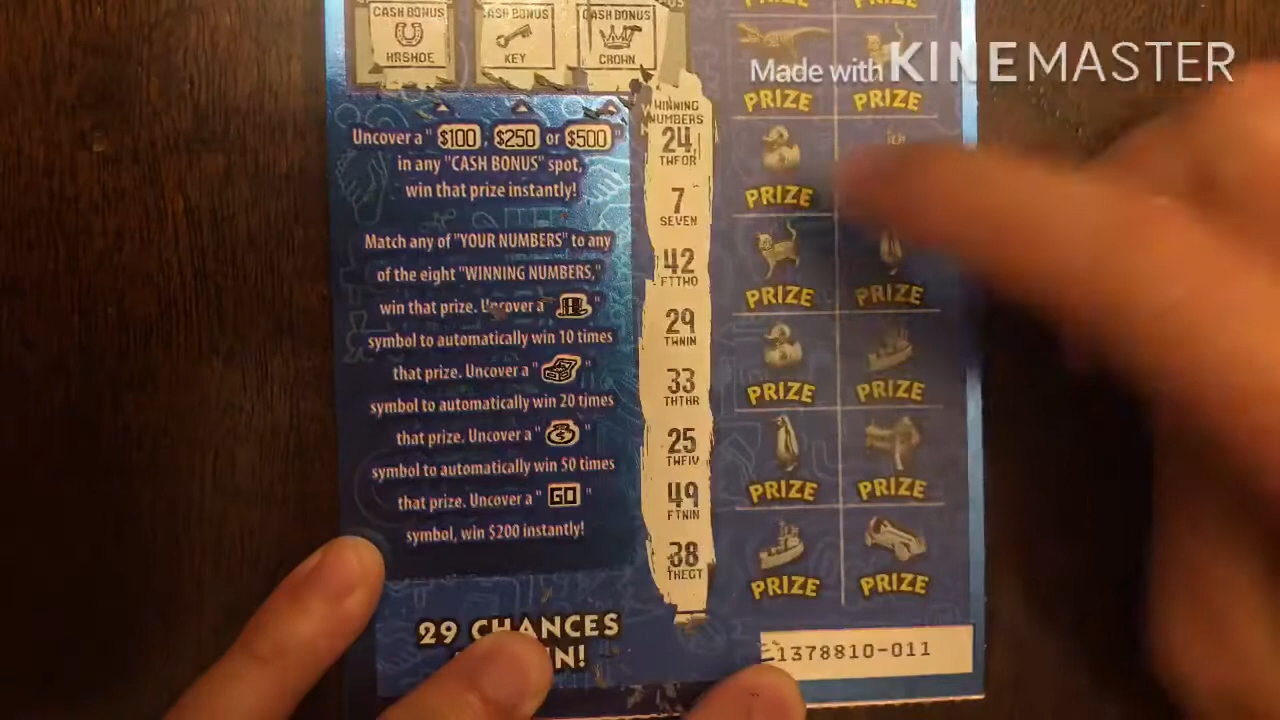 CASH BONUS CASH BONUS CASH BONUS
HRSHOE KEY CROWN
Uncover a "$100, $250 or $500"
in any "CASH BONUS" spot,
win that prize instantly!
Match any of "YOUR NUMBERS" to any
of the eight "WINNING NUMBERS,"
win that prize. Uncover a " "
symbol to automatically win 10 times
that prize. Uncover a " "
symbol to automatically win 20 times
that prize. Uncover a " "
symbol to automatically win 50 times
that prize. Uncover a " GO "
symbol, win $200 instantly!
29 CHANCES
WINNING
NUMBERS
24
TWFOR
7
SEVEN
42
FTTWO
29
TWNIN
33
THTHR
25
TWFIV
49
FTNIN
38
THEGT
PRIZE PRIZE
Made with KINEMASTER
PRIZE PRIZE
PRIZE
PRIZE PRIZE
PRIZE PRIZE
PRIZE PRIZE
PRIZE PRIZE
1378810-011